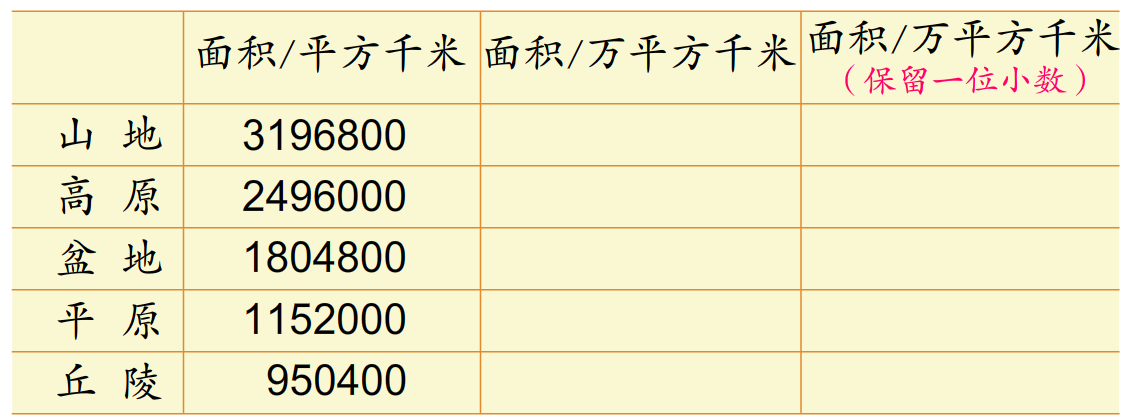 面积/平方千米 面积/万平方千米 面积/万平方千米
(保留一位小数)
山 地 3196800
高 原 2496000
盆 地 1804800
平 原 1152000
丘 陵 950400